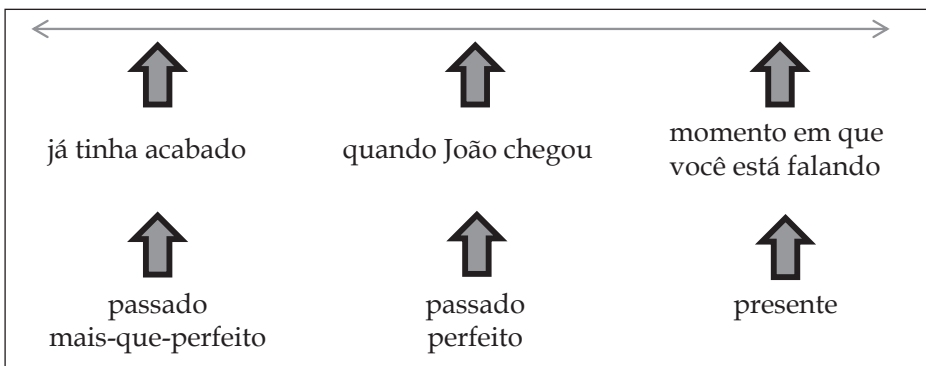 já tinha acabado
quando João chegou
momento em que
você está falando
passado
mais-que-perfeito
passado
perfeito
presente